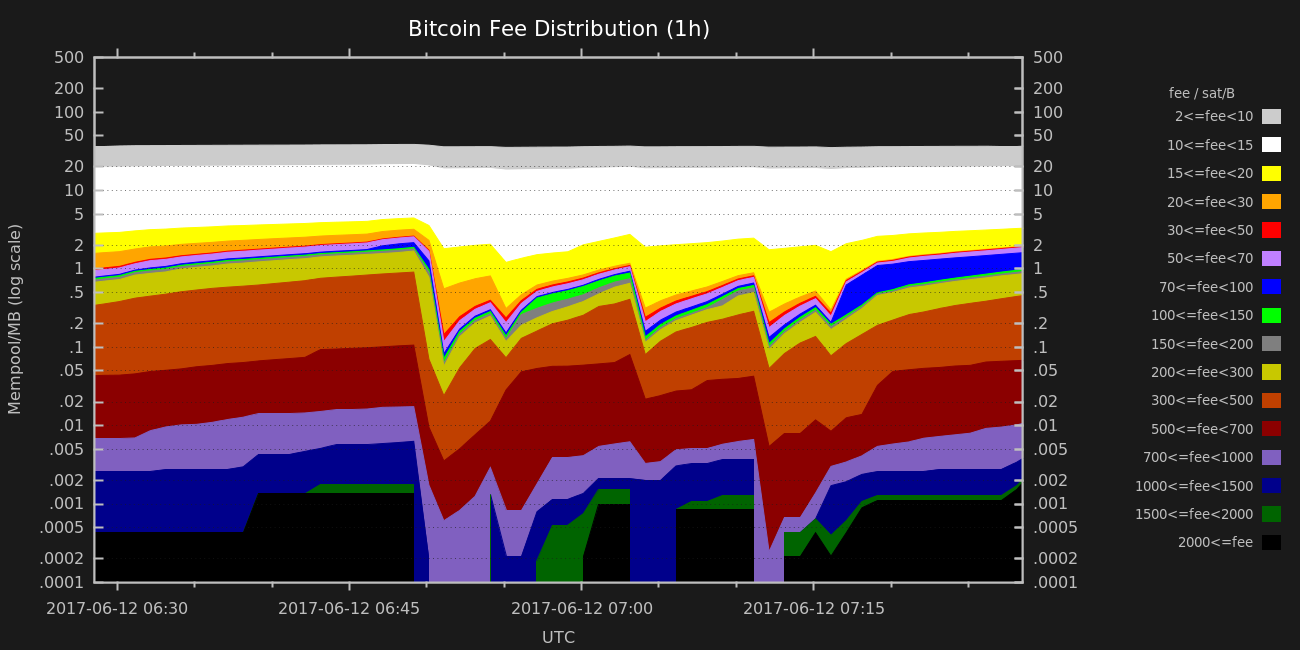 Bitcoin Fee Distribution (1h)
500
200
100
50
20
10
5
2
1
.5
.2
.1
.05
.02
.01
.005
.002
.001
.0005
.0002
.0001
Mempool/MB (log scale)
500
200
100
50
20
10
5
2
1
.5
.2
.1
.05
.02
.01
.005
.002
.001
.0005
.0002
.0001
2017-06-12 06:30
2017-06-12 06:45
2017-06-12 07:00
2017-06-12 07:15
UTC
fee / sat/B
2<=fee<10
10<=fee<15
15<=fee<20
20<=fee<30
30<=fee<50
50<=fee<70
70<=fee<100
100<=fee<150
150<=fee<200
200<=fee<300
300<=fee<500
500<=fee<700
700<=fee<1000
1000<=fee<1500
1500<=fee<2000
2000<=fee